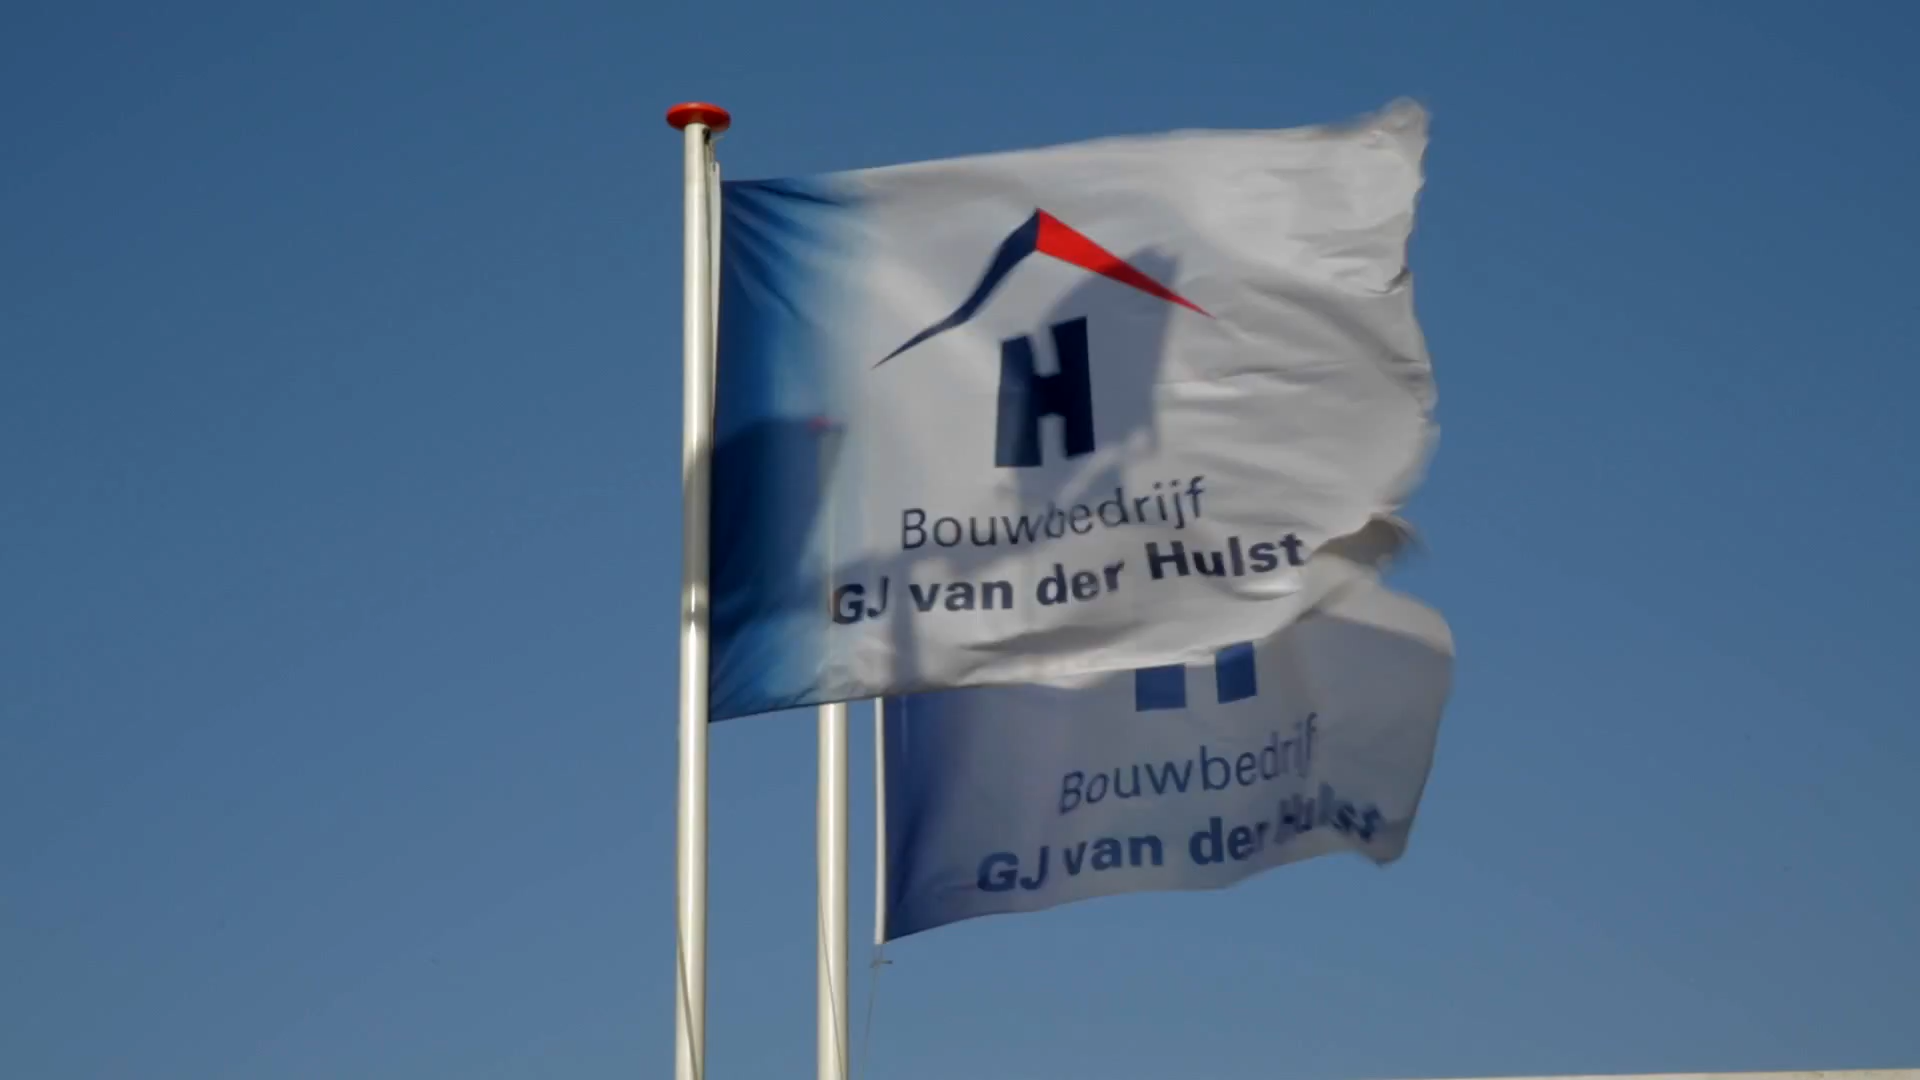 H
Bouwbedrijf
GJ van der Hulst
Bouwbedrijf
GJ van der